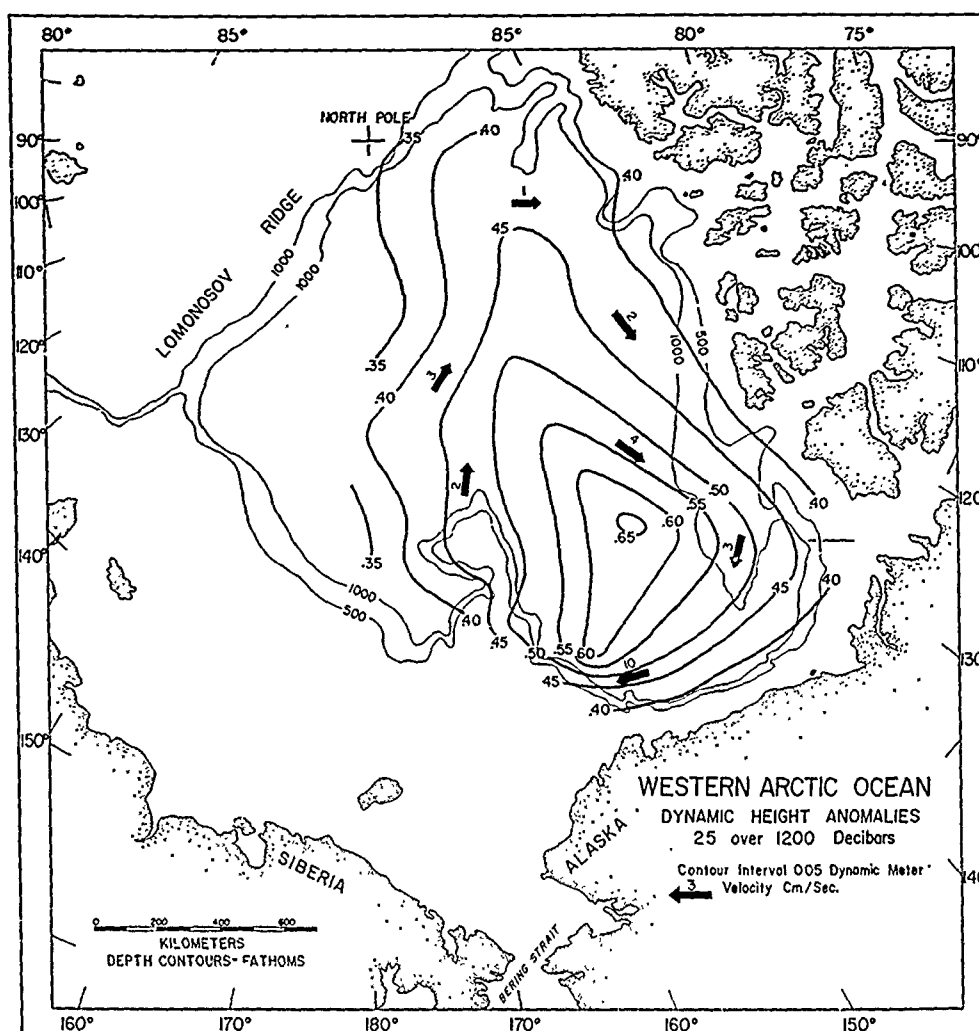 80° 85° 85° 80° 75°
NORTH POLE
90° 90°
100° 100°
110° 110°
120° 120°
130° 130°
140° 140°
150°
LOMONOSOV RIDGE
1000
1000
.35
.40
.40
1
.45
2
1000
500
.35
.40
3
4
2
.50
.55
.60
.65
.40
3
.35
1000
500
.40
.45
.50
.55
.60
10
.45
.40
.45
.40
WESTERN ARCTIC OCEAN
DYNAMIC HEIGHT ANOMALIES
25 over 1200 Decibars
Contour Interval 0.05 Dynamic Meter
3 Velocity Cm/Sec.
SIBERIA
ALASKA
BERING STRAIT
0 200 400 600
KILOMETERS
DEPTH CONTOURS-FATHOMS
160° 170° 180° 170° 160° 150°